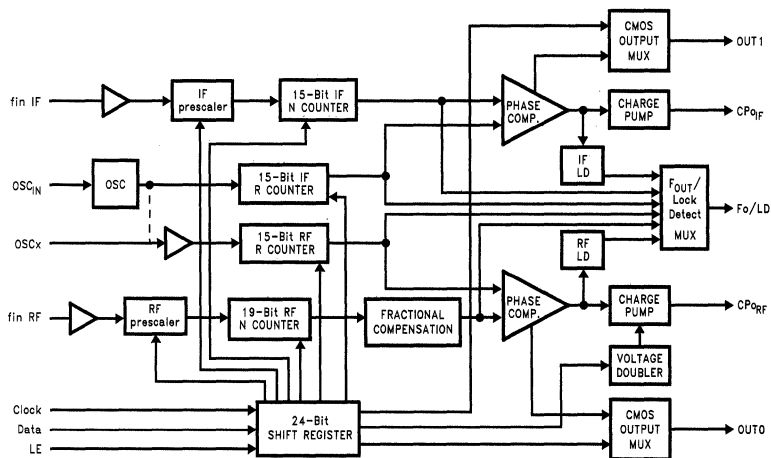 CMOS
OUTPUT
MUX
OUT1
fin IF
IF
prescaler
15-Bit IF
N COUNTER
PHASE
COMP.
CHARGE
PUMP
CPoIF
IF
LD
OSCIN
OSC
15-Bit IF
R COUNTER
FOUT/
Lock
Detect
MUX
Fo/LD
OSCx
15-Bit RF
R COUNTER
RF
LD
fin RF
RF
prescaler
19-Bit RF
N COUNTER
FRACTIONAL
COMPENSATION
PHASE
COMP.
CHARGE
PUMP
CPoRF
VOLTAGE
DOUBLER
Clock
Data
LE
24-Bit
SHIFT REGISTER
CMOS
OUTPUT
MUX
OUT0